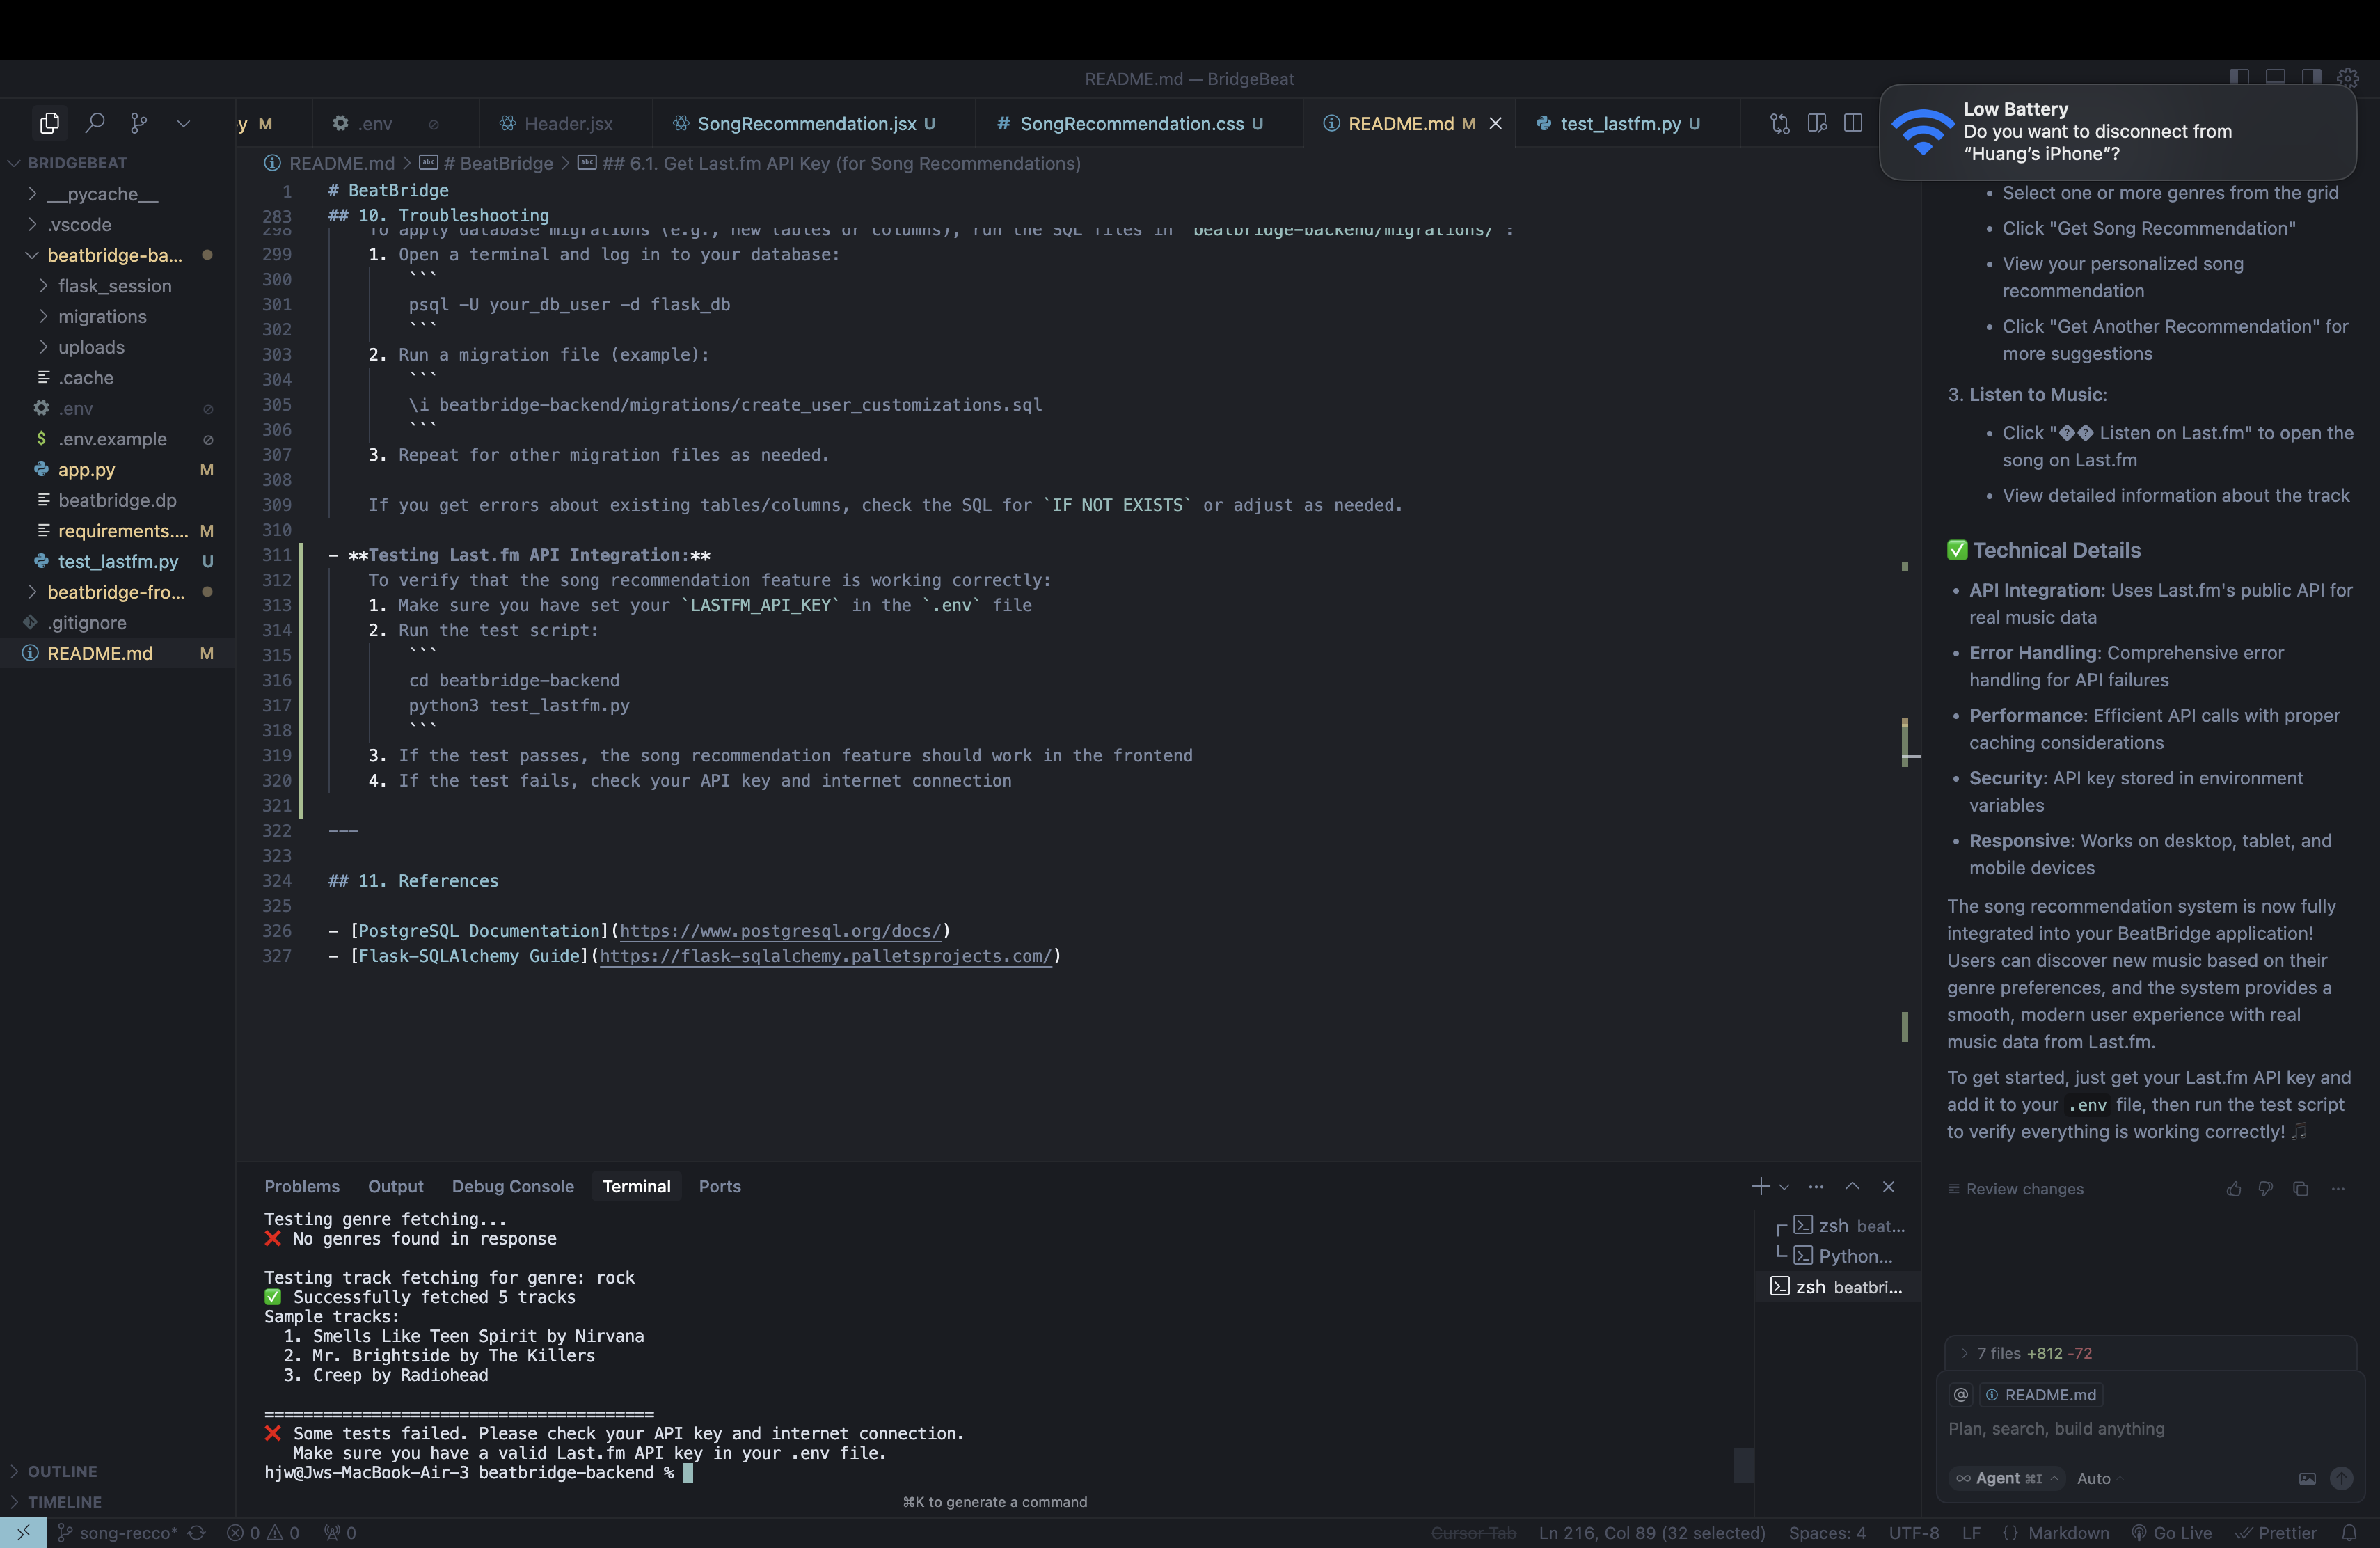 README.md — BridgeBeat
Low Battery
Do you want to disconnect from
“Huang’s iPhone”?
py M
.env
Header.jsx
SongRecommendation.jsx U
# SongRecommendation.css U
README.md M
test_lastfm.py U
README.md > # BeatBridge > ## 6.1. Get Last.fm API Key (for Song Recommendations)
BRIDGEBEAT
__pycache__
.vscode
beatbridge-ba...
flask_session
migrations
uploads
.cache
.env
$ .env.example
app.py M
beatbridge.dp
requirements.... M
test_lastfm.py U
beatbridge-fro...
.gitignore
README.md M
OUTLINE
TIMELINE
1 # BeatBridge
283 ## 10. Troubleshooting
298 To apply database migrations (e.g., new tables or columns), run the SQL files in `beatbridge-backend/migrations/`:
299 1. Open a terminal and log in to your database:
300 ```
301 psql -U your_db_user -d flask_db
302 ```
303 2. Run a migration file (example):
304 ```
305 \i beatbridge-backend/migrations/create_user_customizations.sql
306 ```
307 3. Repeat for other migration files as needed.
308
309 If you get errors about existing tables/columns, check the SQL for `IF NOT EXISTS` or adjust as needed.
310
311 - **Testing Last.fm API Integration:**
312 To verify that the song recommendation feature is working correctly:
313 1. Make sure you have set your `LASTFM_API_KEY` in the `.env` file
314 2. Run the test script:
315 ```
316 cd beatbridge-backend
317 python3 test_lastfm.py
318 ```
319 3. If the test passes, the song recommendation feature should work in the frontend
320 4. If the test fails, check your API key and internet connection
321
322 ---
323
324 ## 11. References
325
326 - [PostgreSQL Documentation](https://www.postgresql.org/docs/)
327 - [Flask-SQLAlchemy Guide](https://flask-sqlalchemy.palletsprojects.com/)
Problems Output Debug Console Terminal Ports
Testing genre fetching...
❌ No genres found in response
Testing track fetching for genre: rock
✅ Successfully fetched 5 tracks
Sample tracks:
1. Smells Like Teen Spirit by Nirvana
2. Mr. Brightside by The Killers
3. Creep by Radiohead
========================================
❌ Some tests failed. Please check your API key and internet connection.
Make sure you have a valid Last.fm API key in your .env file.
hjw@Jws-MacBook-Air-3 beatbridge-backend %
⌘K to generate a command
zsh beat...
Python...
zsh beatbri...
• Select one or more genres from the grid
• Click "Get Song Recommendation"
• View your personalized song
recommendation
• Click "Get Another Recommendation" for
more suggestions
3. Listen to Music:
• Click "�� Listen on Last.fm" to open the
song on Last.fm
• View detailed information about the track
✅ Technical Details
• API Integration: Uses Last.fm's public API for
real music data
• Error Handling: Comprehensive error
handling for API failures
• Performance: Efficient API calls with proper
caching considerations
• Security: API key stored in environment
variables
• Responsive: Works on desktop, tablet, and
mobile devices
The song recommendation system is now fully
integrated into your BeatBridge application!
Users can discover new music based on their
genre preferences, and the system provides a
smooth, modern user experience with real
music data from Last.fm.
To get started, just get your Last.fm API key and
add it to your .env file, then run the test script
to verify everything is working correctly! 🎵
Review changes
7 files +812 -72
@ README.md
Plan, search, build anything
∞ Agent ⌘I Auto
song-recco* 0 0 0
Cursor Tab Ln 216, Col 89 (32 selected) Spaces: 4 UTF-8 LF {} Markdown Go Live Prettier